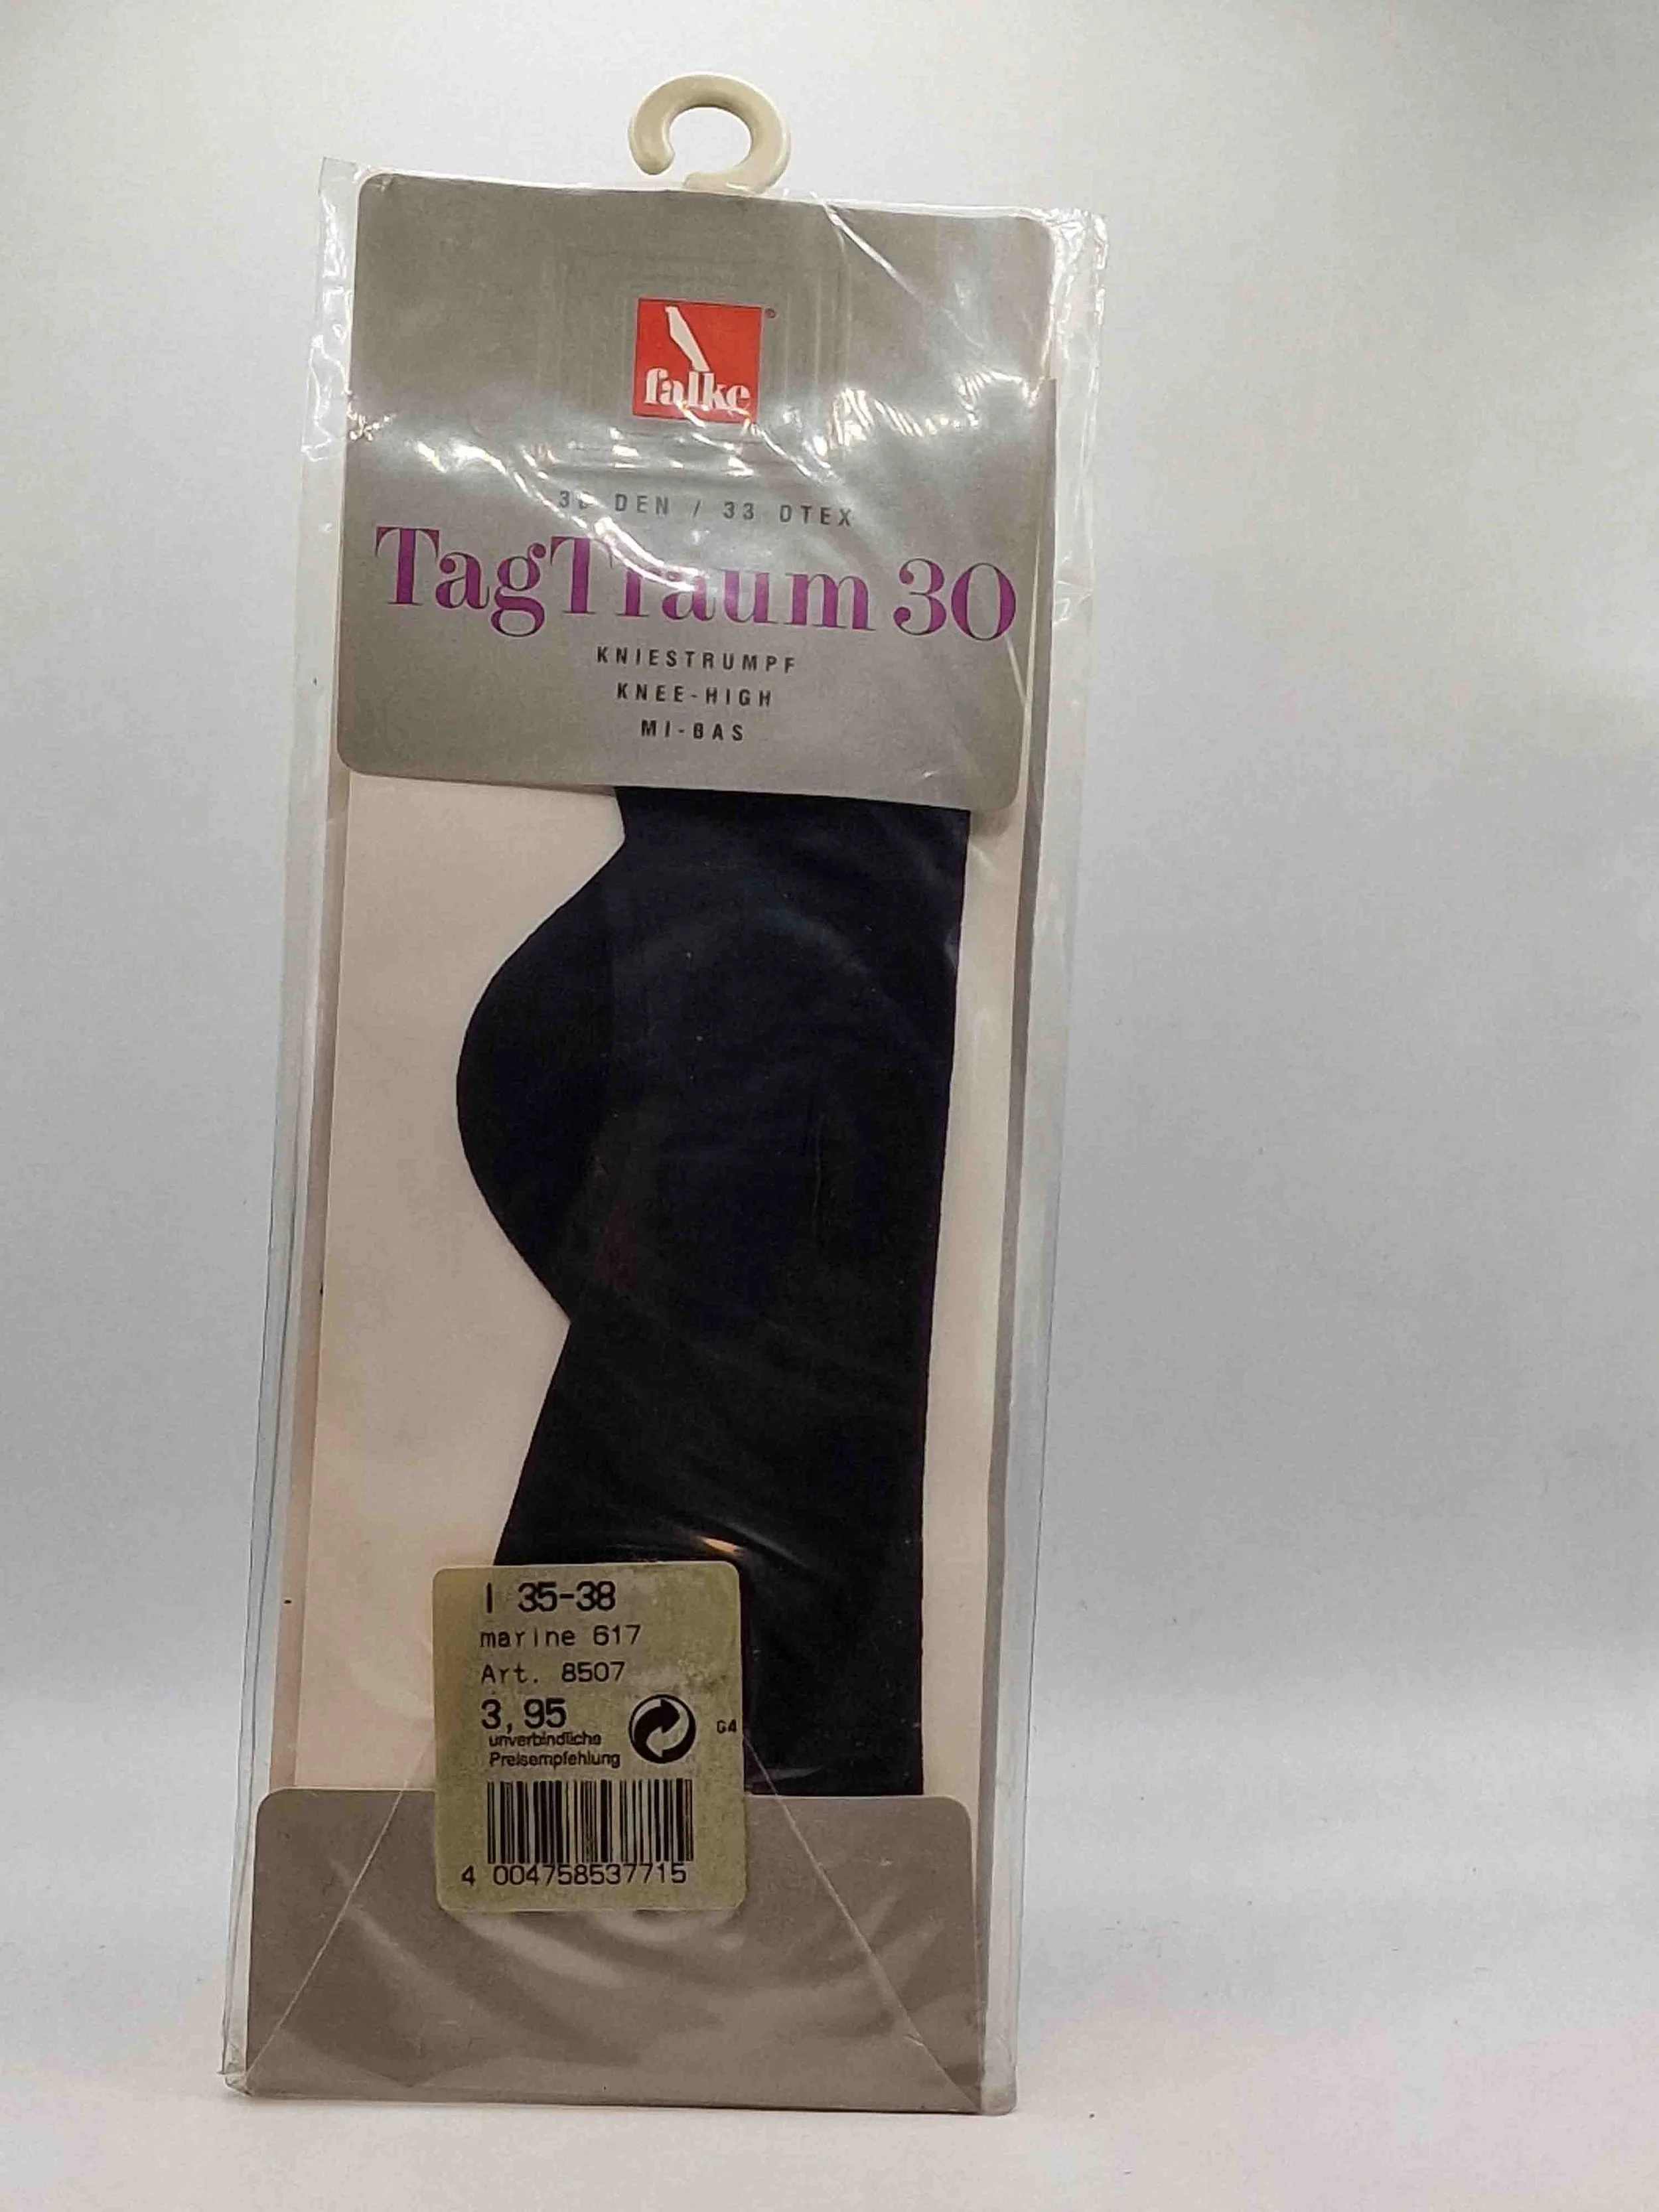 falke
®
30 DEN / 33 DTEX
TagTraum 30
KNIESTRUMPF
KNEE-HIGH
MI-BAS
I 35-38
marine 617
Art. 8507
3,95
unverbindliche
Preisempfehlung
G4
4 004758537715